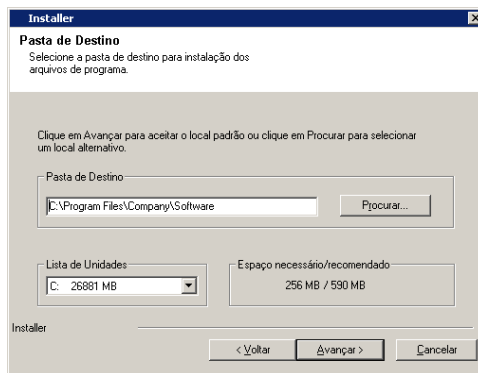 Installer
Pasta de Destino
Selecione a pasta de destino para instalação dos
arquivos de programa.
Clique em Avançar para aceitar o local padrão ou clique em Procurar para selecionar
um local alternativo.
Pasta de Destino
C:\Program Files\Company\Software
Procurar...
Lista de Unidades
C: 26881 MB
Espaço necessário/recomendado
256 MB / 590 MB
Installer
< Voltar
Avançar >
Cancelar